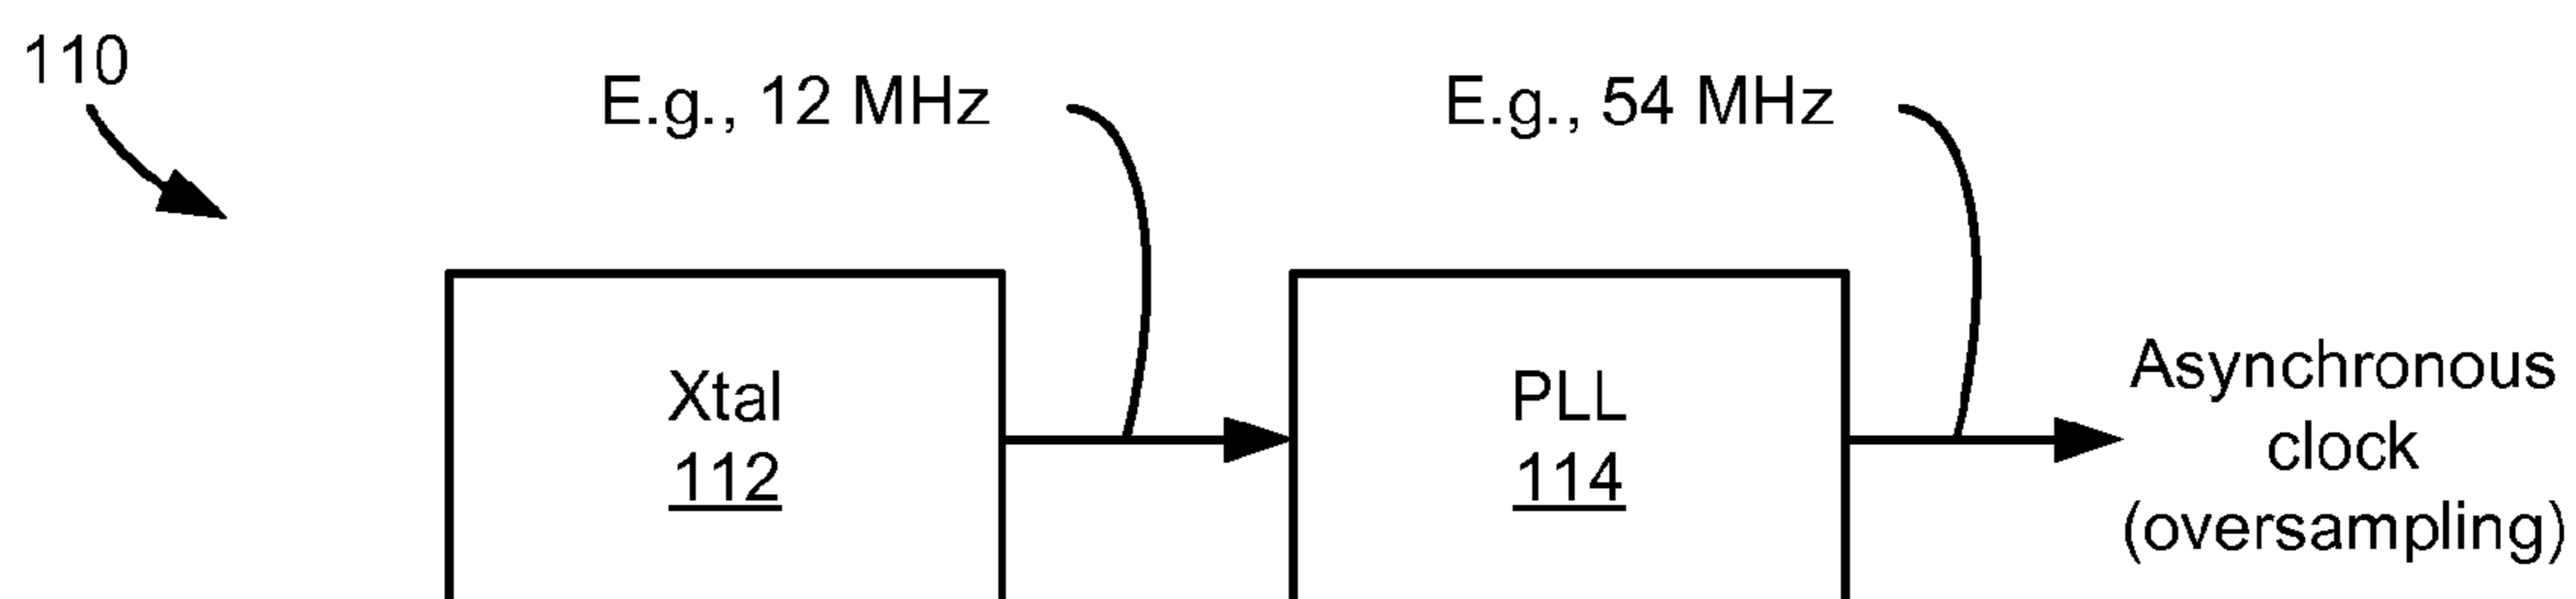 110
E.g., 12 MHz
E.g., 54 MHz
Xtal
112
PLL
114
Asynchronous
clock
(oversampling)